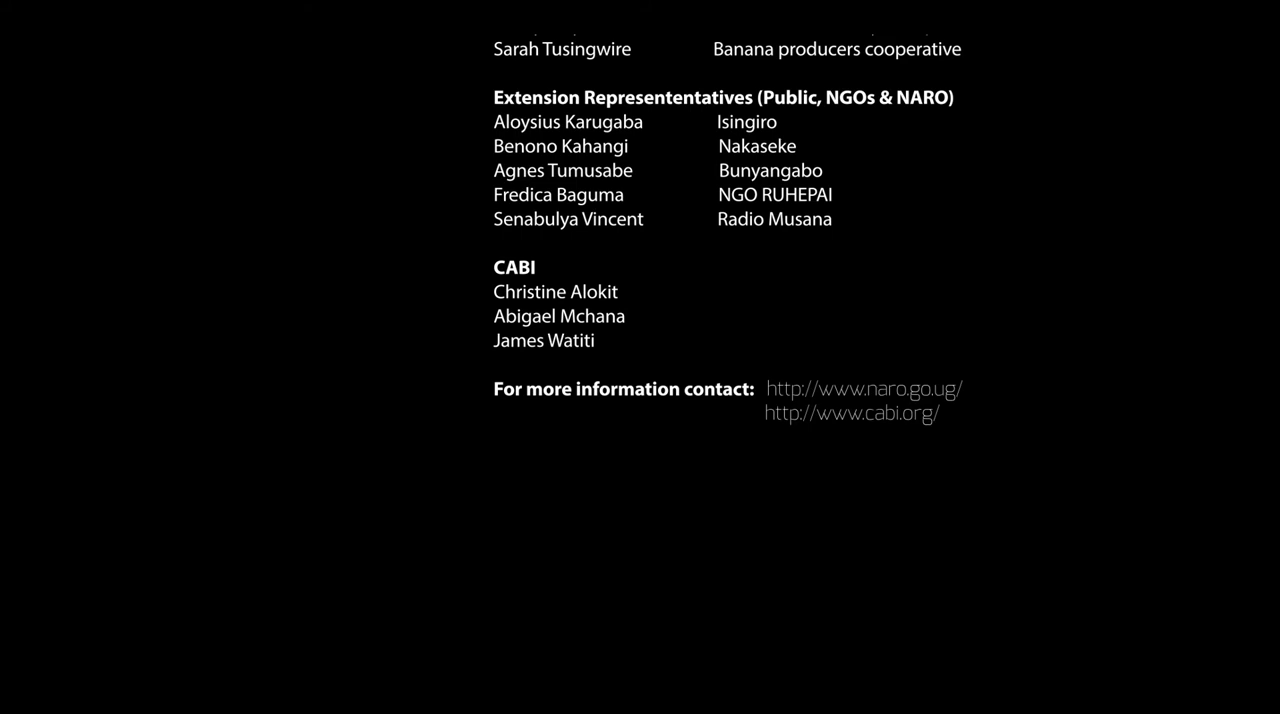 Sarah Tusingwire Banana producers cooperative
Extension Represententatives (Public, NGOs & NARO)
Aloysius Karugaba Isingiro
Benono Kahangi Nakaseke
Agnes Tumusabe Bunyangabo
Fredica Baguma NGO RUHEPAI
Senabulya Vincent Radio Musana
CABI
Christine Alokit
Abigael Mchana
James Watiti
For more information contact: http://www.naro.go.ug/
http://www.cabi.org/